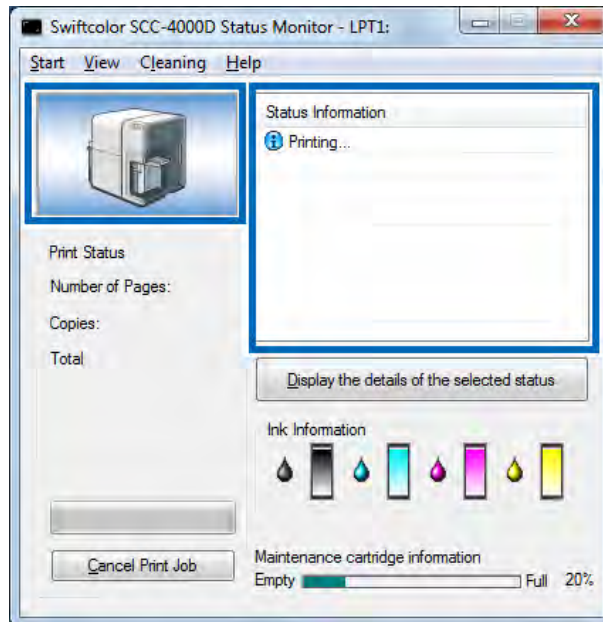 Swiftcolor SCC-4000D Status Monitor - LPT1:
Start View Cleaning Help
Status Information
Printing...
Print Status
Number of Pages:
Copies:
Total
Display the details of the selected status
Ink Information
Cancel Print Job
Maintenance cartridge information
Empty Full 20%